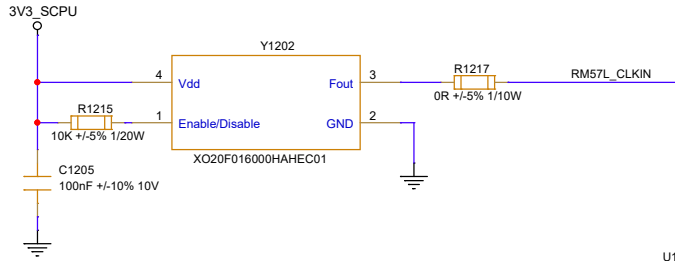 3V3_SCPU
Y1202
4
Vdd
Fout
3
R1217
0R +/-5% 1/10W
RM57L_CLKIN
R1215
10K +/-5% 1/20W
1
Enable/Disable
GND
2
XO20F016000HAHEC01
C1205
100nF +/-10% 10V
U1